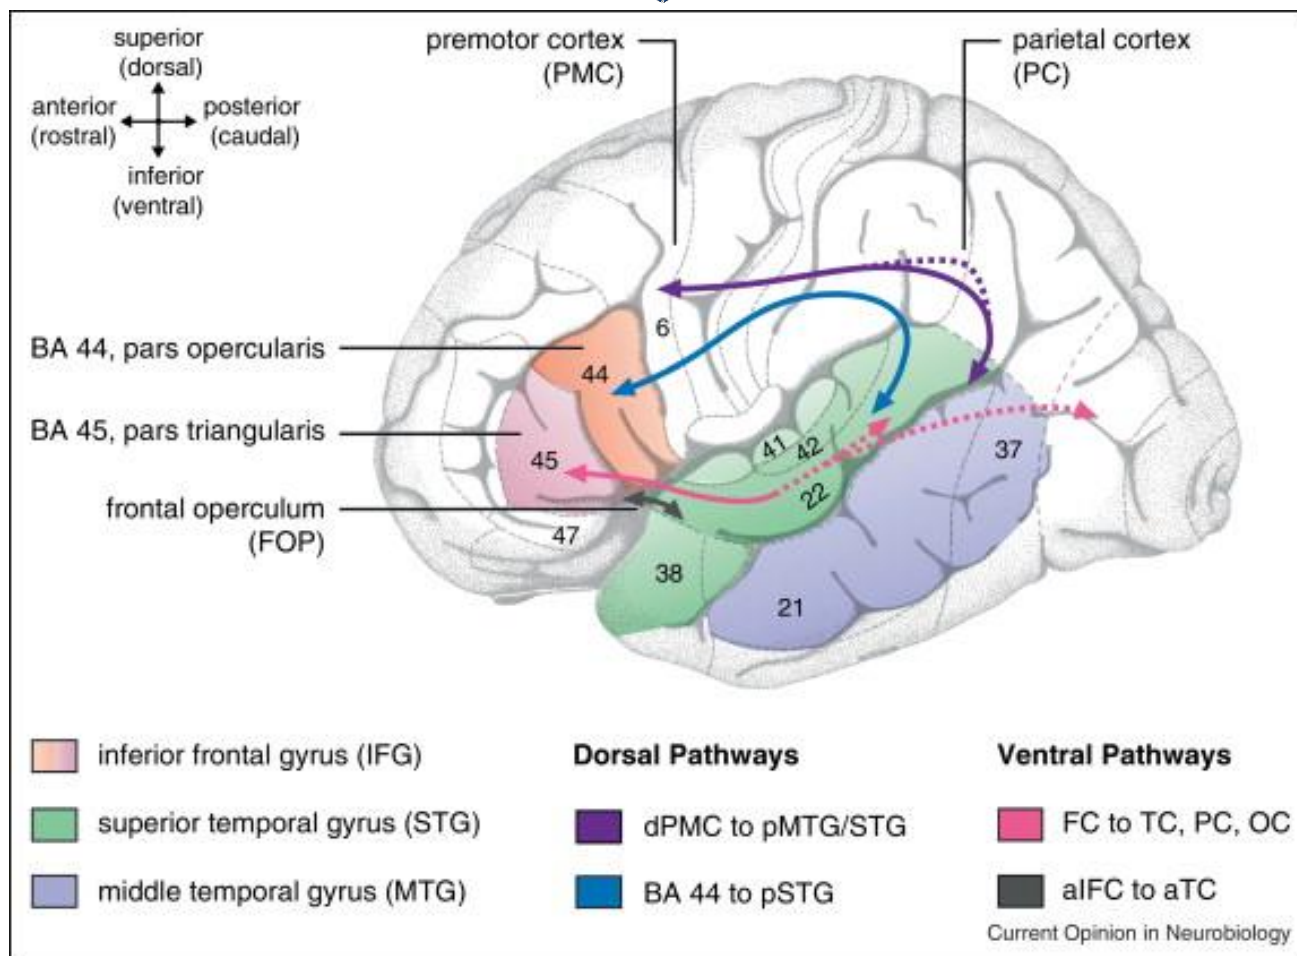 superior
(dorsal)
anterior
(rostral)
posterior
(caudal)
inferior
(ventral)
premotor cortex
(PMC)
parietal cortex
(PC)
BA 44, pars opercularis
BA 45, pars triangularis
frontal operculum
(FOP)
6
44
45
47
41
42
22
37
38
21
inferior frontal gyrus (IFG)
superior temporal gyrus (STG)
middle temporal gyrus (MTG)
Dorsal Pathways
dPMC to pMTG/STG
BA 44 to pSTG
Ventral Pathways
FC to TC, PC, OC
aIFC to aTC
Current Opinion in Neurobiology